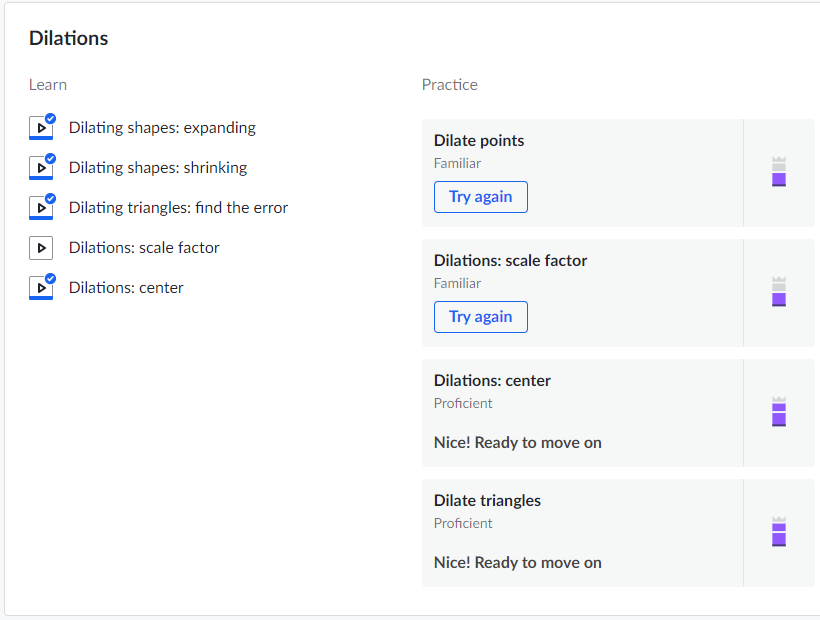 Dilations
Learn
Dilating shapes: expanding
Dilating shapes: shrinking
Dilating triangles: find the error
Dilations: scale factor
Dilations: center
Practice
Dilate points
Familiar
Try again
Dilations: scale factor
Familiar
Try again
Dilations: center
Proficient
Nice! Ready to move on
Dilate triangles
Proficient
Nice! Ready to move on